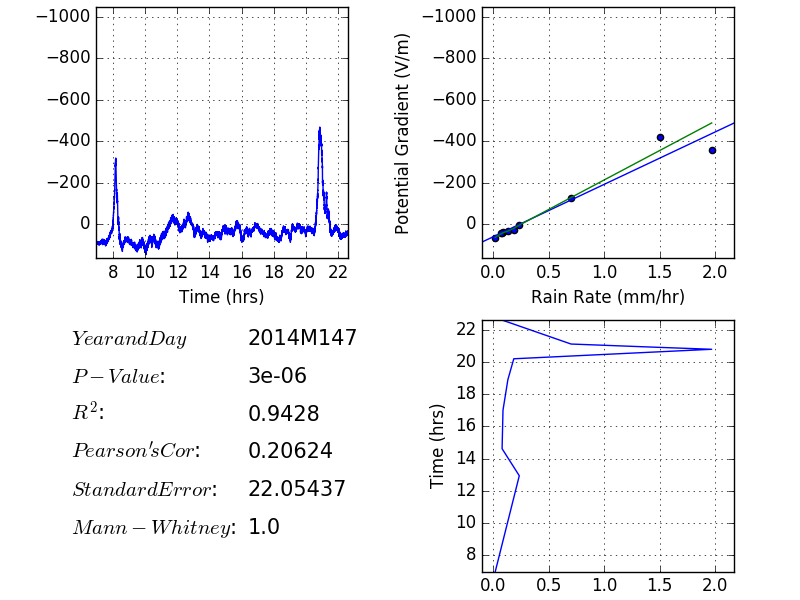 −1000
−800
−600
−400
−200
0
8 10 12 14 16 18 20 22
Time (hrs)
Potential Gradient (V/m)
−1000
−800
−600
−400
−200
0
0.0 0.5 1.0 1.5 2.0
Rain Rate (mm/hr)
YearandDay 2014M147
P−Value: 3e-06
R²: 0.9428
Pearson'sCor: 0.20624
StandardError: 22.05437
Mann−Whitney: 1.0
Time (hrs)
22
20
18
16
14
12
10
8
0.0 0.5 1.0 1.5 2.0